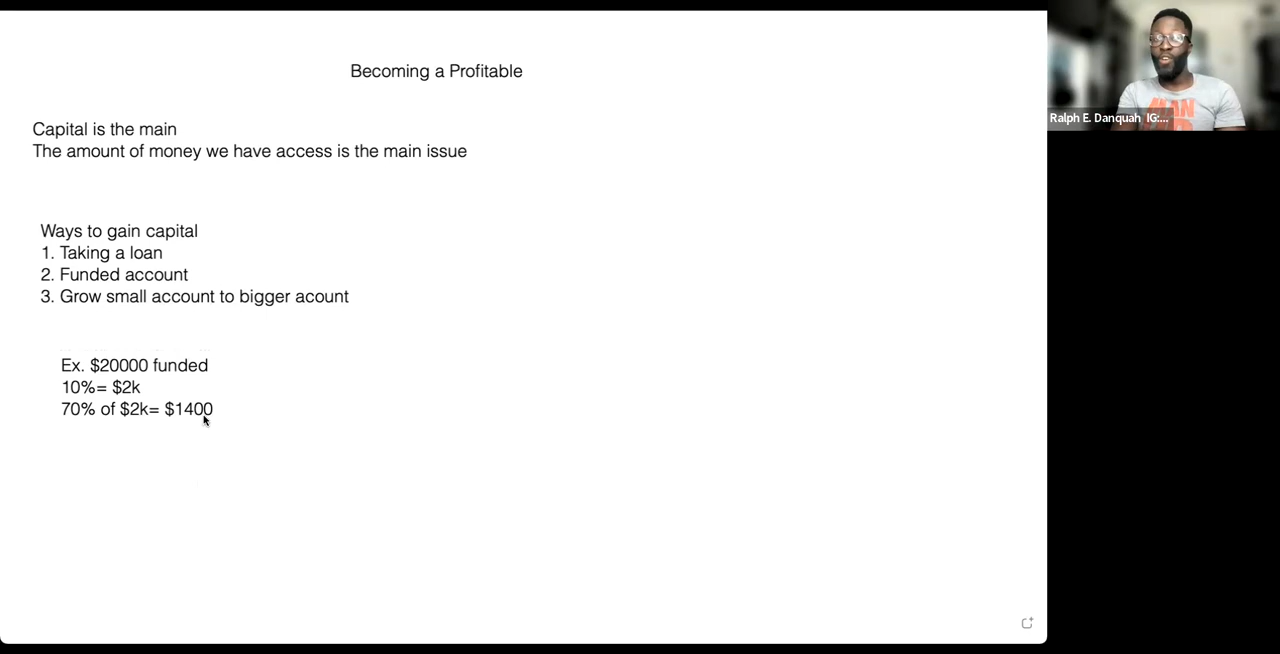 Becoming a Profitable
Capital is the main
The amount of money we have access is the main issue
Ways to gain capital
1. Taking a loan
2. Funded account
3. Grow small account to bigger acount
Ex. $20000 funded
10%= $2k
70% of $2k= $1400
MAN
Ralph E. Danquah IG:...